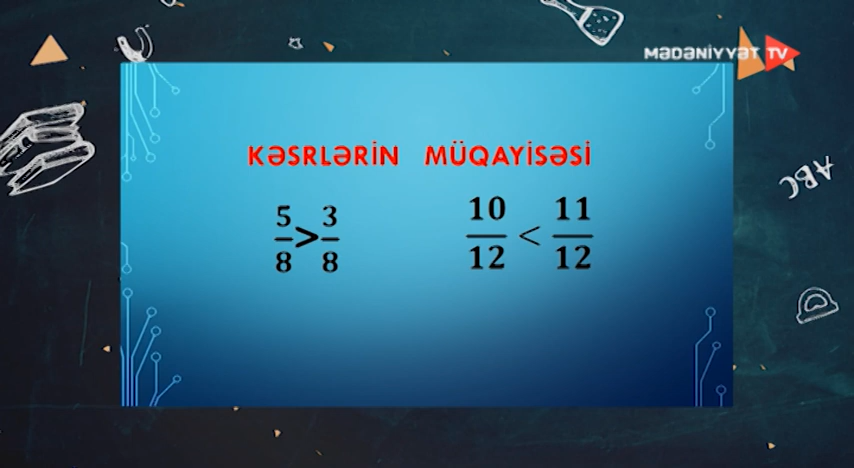 MƏDƏNİYYƏT TV
KƏSRLƏRİN MÜQAYİSƏSİ
5/8 > 3/8
10/12 < 11/12
ABC